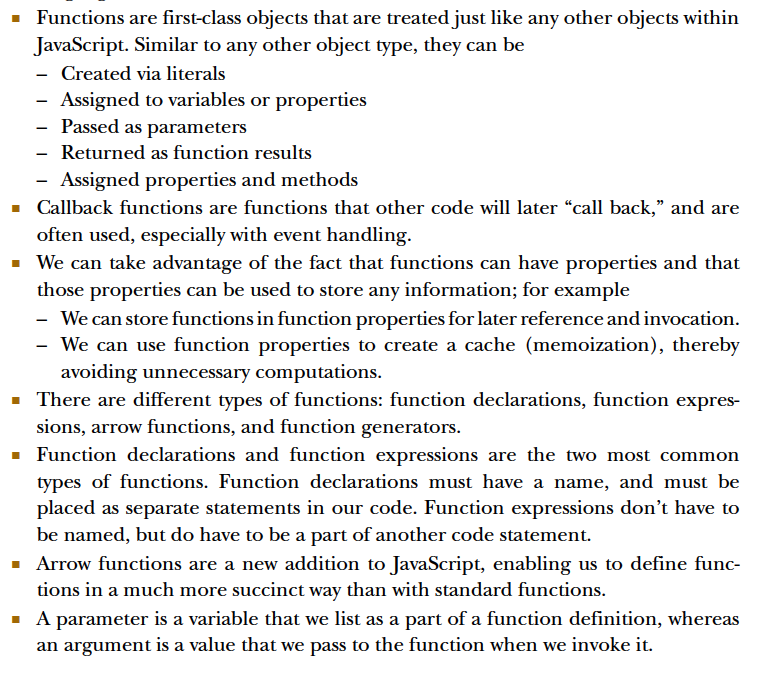 ▪ Functions are first-class objects that are treated just like any other objects within
JavaScript. Similar to any other object type, they can be
– Created via literals
– Assigned to variables or properties
– Passed as parameters
– Returned as function results
– Assigned properties and methods
▪ Callback functions are functions that other code will later “call back,” and are
often used, especially with event handling.
▪ We can take advantage of the fact that functions can have properties and that
those properties can be used to store any information; for example
– We can store functions in function properties for later reference and invocation.
– We can use function properties to create a cache (memoization), thereby
avoiding unnecessary computations.
▪ There are different types of functions: function declarations, function expres-
sions, arrow functions, and function generators.
▪ Function declarations and function expressions are the two most common
types of functions. Function declarations must have a name, and must be
placed as separate statements in our code. Function expressions don’t have to
be named, but do have to be a part of another code statement.
▪ Arrow functions are a new addition to JavaScript, enabling us to define func-
tions in a much more succinct way than with standard functions.
▪ A parameter is a variable that we list as a part of a function definition, whereas
an argument is a value that we pass to the function when we invoke it.